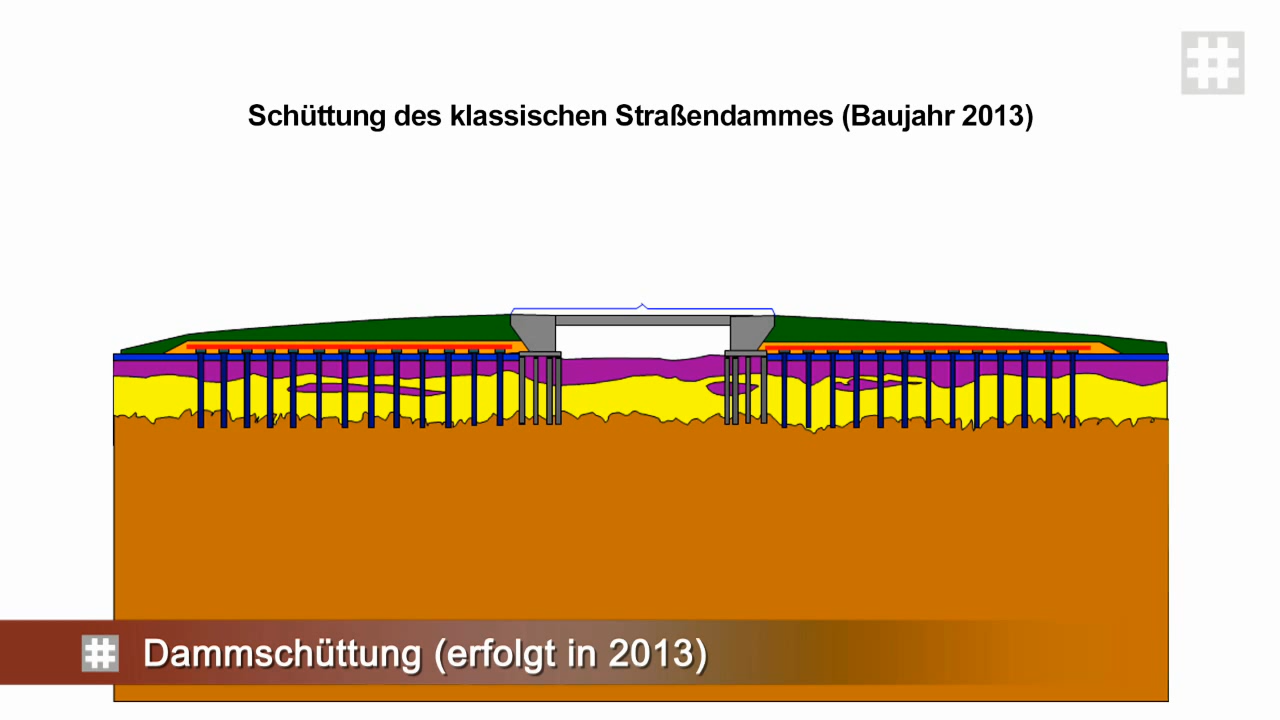 Schüttung des klassischen Straßendammes (Baujahr 2013)
Dammschüttung (erfolgt in 2013)